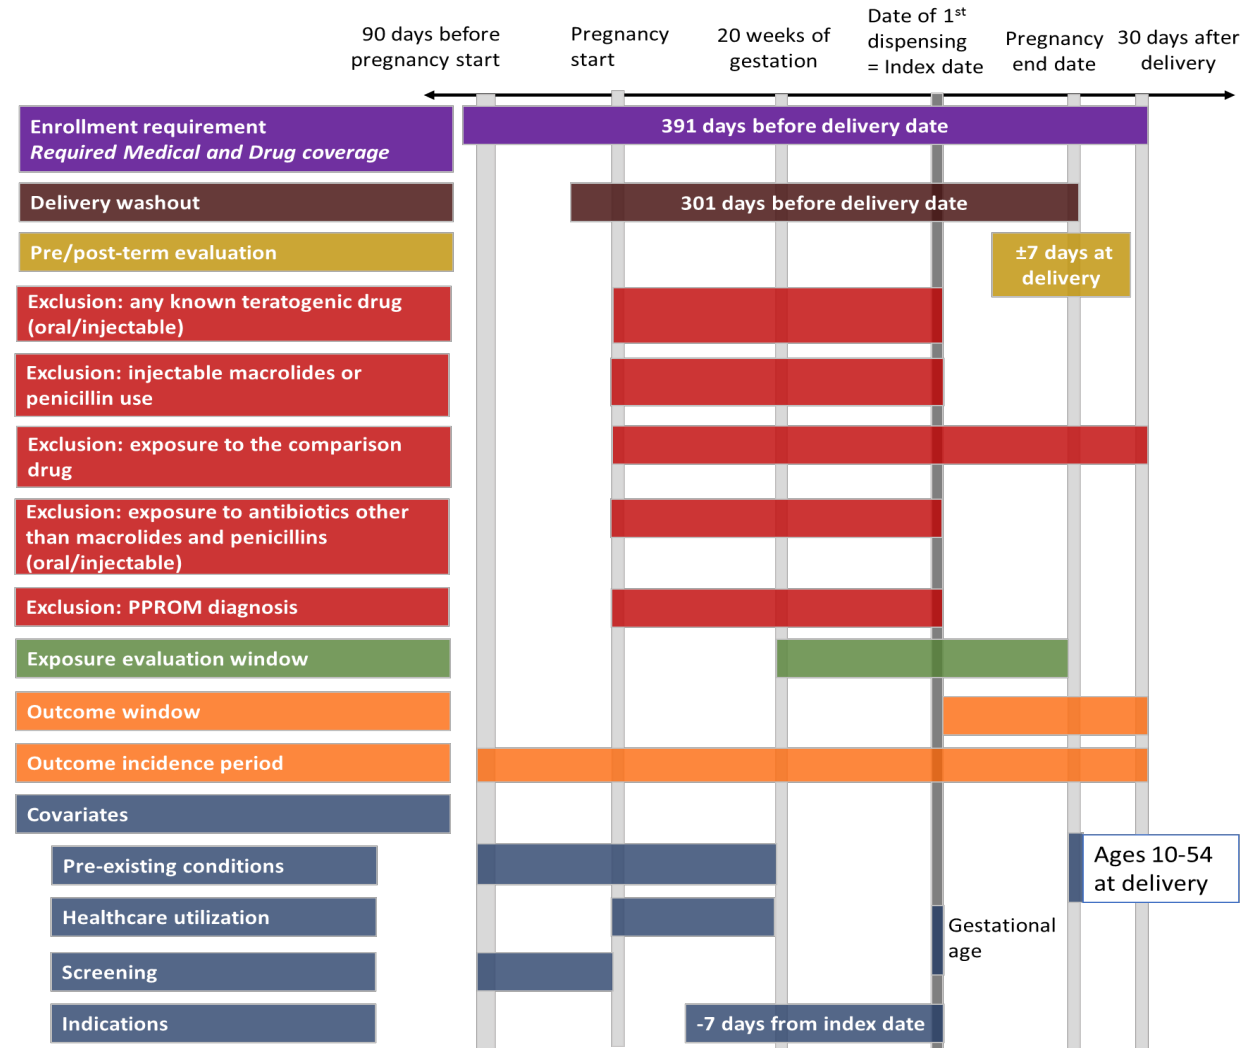 90 days before
pregnancy start
Pregnancy
start
20 weeks of
gestation
Date of 1st
dispensing
= Index date
Pregnancy
end date
30 days after
delivery
Enrollment requirement
Required Medical and Drug coverage
391 days before delivery date
Delivery washout
301 days before delivery date
Pre/post-term evaluation
±7 days at
delivery
Exclusion: any known teratogenic drug
(oral/injectable)
Exclusion: injectable macrolides or
penicillin use
Exclusion: exposure to the comparison
drug
Exclusion: exposure to antibiotics other
than macrolides and penicillins
(oral/injectable)
Exclusion: PPROM diagnosis
Exposure evaluation window
Outcome window
Outcome incidence period
Covariates
Pre-existing conditions
Ages 10-54
at delivery
Healthcare utilization
Gestational
age
Screening
Indications
-7 days from index date